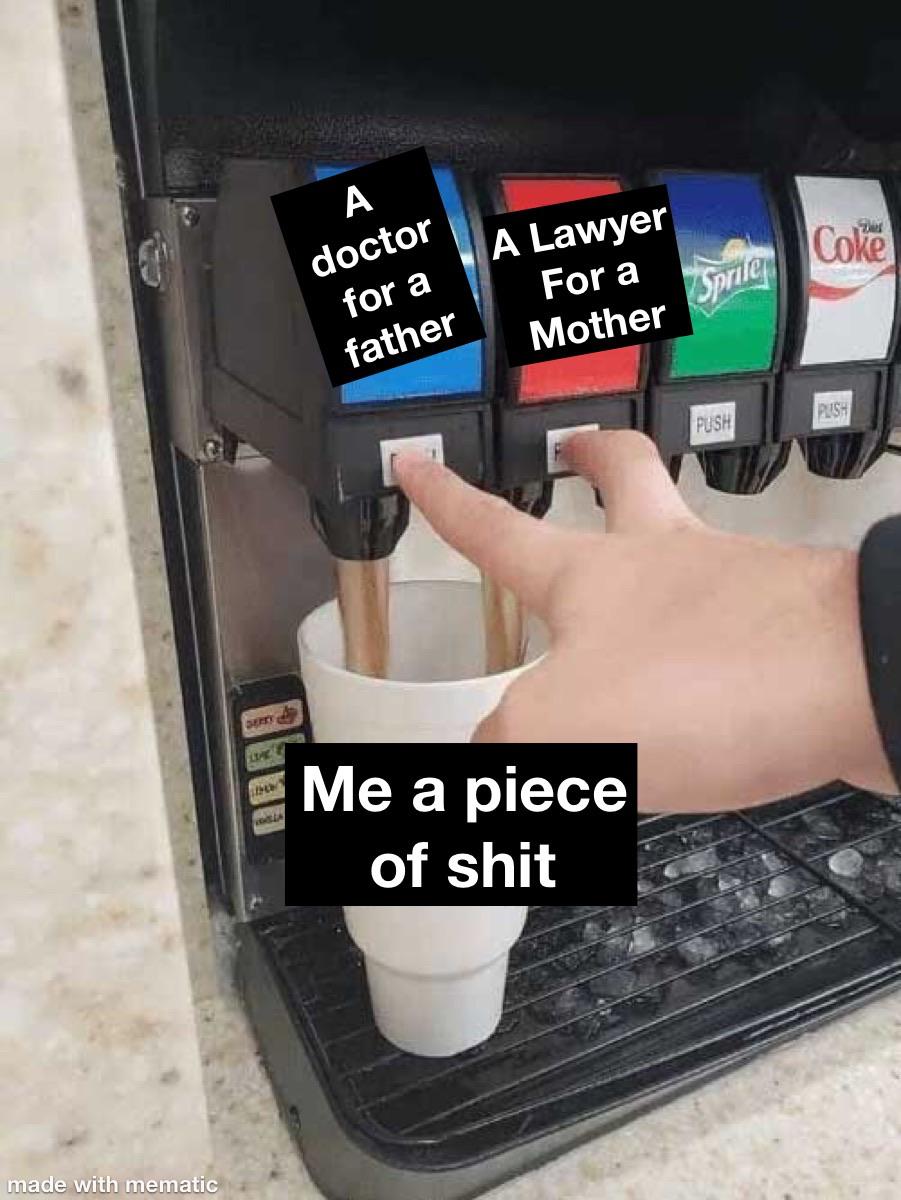 A
doctor
for a
father
A Lawyer
For a
Mother
Sprite
Diet
Coke
PUSH
PUSH
Me a piece
of shit
made with mematic